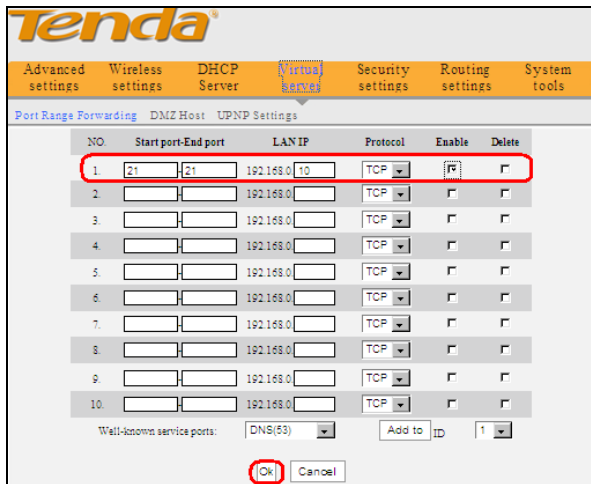 Tenda
Advanced settings Wireless settings DHCP Server Virtual server Security settings Routing settings System tools
Port Range Forwarding DMZ Host UPNP Settings
NO. Start port-End port LAN IP Protocol Enable Delete
1. 21 - 21 192.168.0. 10 TCP
2. - 192.168.0. TCP
3. - 192.168.0. TCP
4. - 192.168.0. TCP
5. - 192.168.0. TCP
6. - 192.168.0. TCP
7. - 192.168.0. TCP
8. - 192.168.0. TCP
9. - 192.168.0. TCP
10. - 192.168.0. TCP
Well-known service ports: DNS(53) Add to ID 1
Ok Cancel